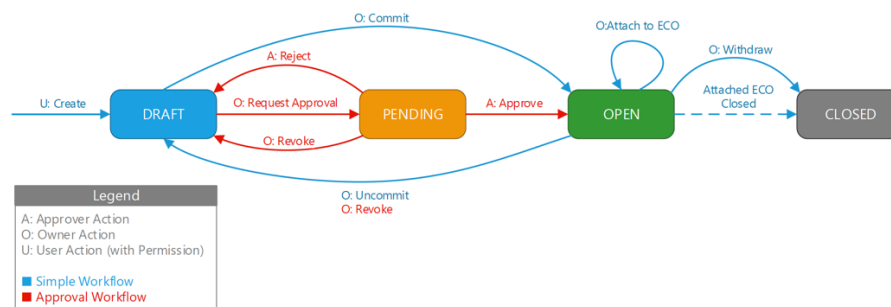 O: Commit
O:Attach to ECO
A: Reject
O: Withdraw
U: Create
DRAFT
O: Request Approval
PENDING
A: Approve
OPEN
Attached ECO
Closed
CLOSED
O: Revoke
O: Uncommit
O: Revoke
Legend
A: Approver Action
O: Owner Action
U: User Action (with Permission)
Simple Workflow
Approval Workflow